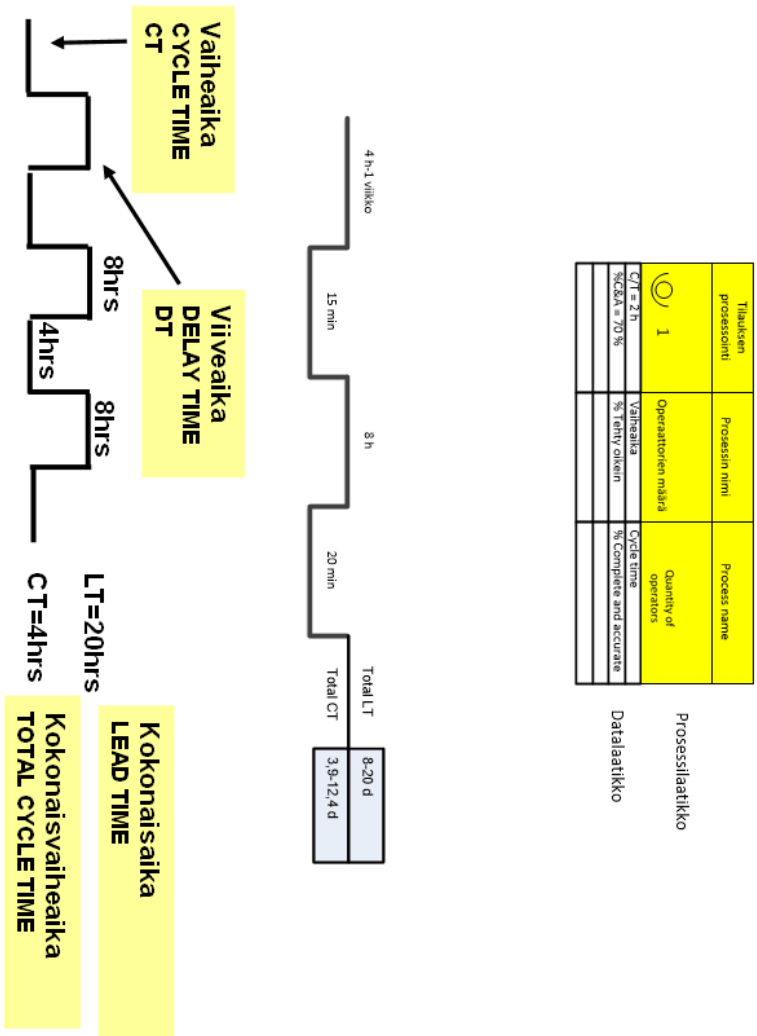 Tilauksen
prosessointi
Prosessin nimi
Process name
1
Operaattorien määrä
Quantity of
operators
C/T = 2 h
Vaiheaika
Cycle time
%C&A = 70 %
% Tehty oikein
% Complete and accurate
Prosessilaatikko
Datalaatikko
4 h-1 viikko
15 min
8 h
20 min
Total LT
8-20 d
Total CT
3,9-12,4 d
Vaiheaika
CYCLE TIME
CT
Viiveaika
DELAY TIME
DT
8hrs
4hrs
8hrs
LT=20hrs
CT=4hrs
Kokonaisaika
LEAD TIME
Kokonaisvaiheaika
TOTAL CYCLE TIME